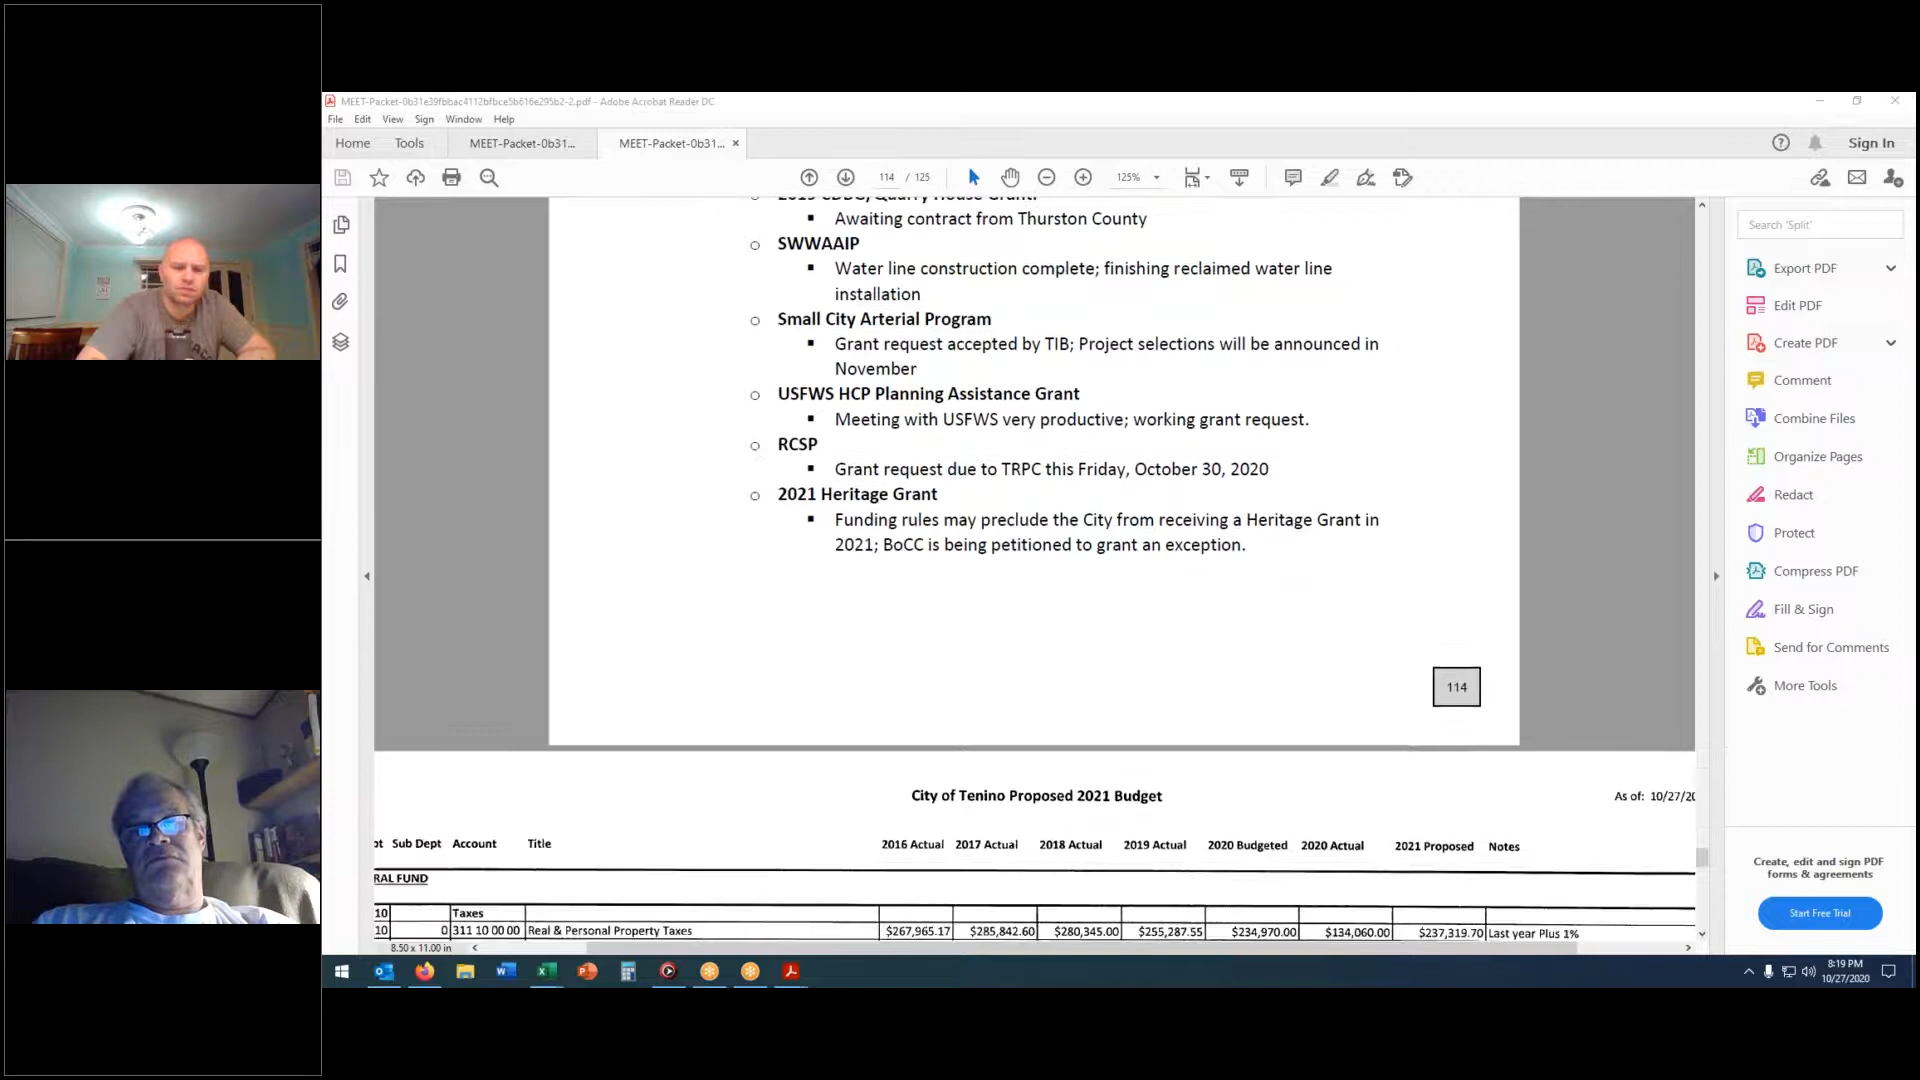 MEET-Packet-0b31e39fbbac4112bfbce5b616e295b2-2.pdf - Adobe Acrobat Reader DC
File Edit View Sign Window Help
Home Tools MEET-Packet-0b31... MEET-Packet-0b31... ×
Sign In
114 / 125 125%
Awaiting contract from Thurston County
SWWAAIP
Water line construction complete; finishing reclaimed water line
installation
Small City Arterial Program
Grant request accepted by TIB; Project selections will be announced in
November
USFWS HCP Planning Assistance Grant
Meeting with USFWS very productive; working grant request.
RCSP
Grant request due to TRPC this Friday, October 30, 2020
2021 Heritage Grant
Funding rules may preclude the City from receiving a Heritage Grant in
2021; BoCC is being petitioned to grant an exception.
114
City of Tenino Proposed 2021 Budget As of: 10/27/20
pt Sub Dept Account Title 2016 Actual 2017 Actual 2018 Actual 2019 Actual 2020 Budgeted 2020 Actual 2021 Proposed Notes
RAL FUND
10 Taxes
10 0 311 10 00 00 Real & Personal Property Taxes $267,965.17 $285,842.60 $280,345.00 $255,287.55 $234,970.00 $134,060.00 $237,319.70 Last year Plus 1%
8.50 x 11.00 in
Search 'Split'
Export PDF
Edit PDF
Create PDF
Comment
Combine Files
Organize Pages
Redact
Protect
Compress PDF
Fill & Sign
Send for Comments
More Tools
Create, edit and sign PDF
forms & agreements
Start Free Trial
8:19 PM
10/27/2020